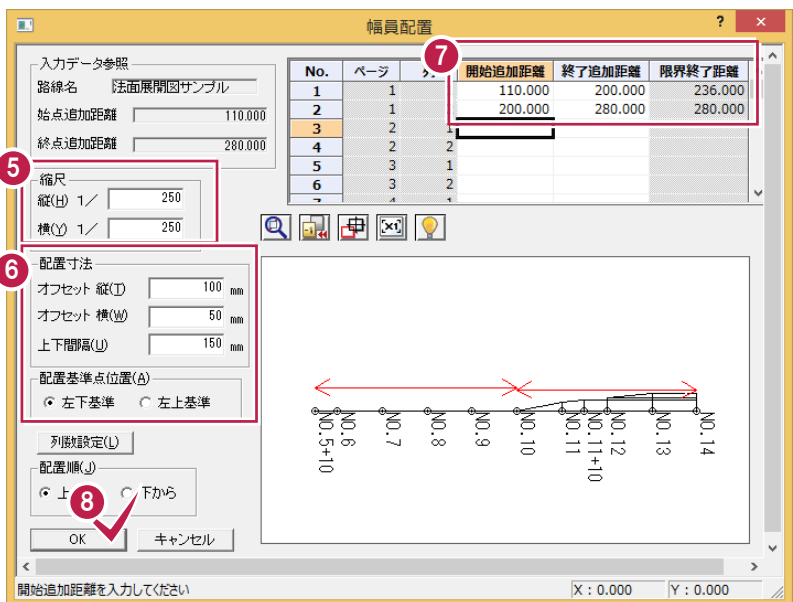 幅員配置 ? ×
入力データ参照
路線名 法面展開図サンプル
始点追加距離 110.000
終点追加距離 280.000
5
縮尺
縦(H) 1/ 250
横(Y) 1/ 250
6
配置寸法
オフセット 縦(T) 100 mm
オフセット 横(W) 50 mm
上下間隔(U) 150 mm
配置基準点位置(A)
左下基準 左上基準
列数設定(L)
配置順(J)
上 下から
8
OK キャンセル
7
No. ページ 開始追加距離 終了追加距離 限界終了距離
1 1 110.000 200.000 236.000
2 1 200.000 280.000 280.000
3 2 1
4 2 2
5 3 1
6 3 2
NO.5+10
NO.6
NO.7
NO.8
NO.9
NO.10
NO.11
NO.11+10
NO.12
NO.13
NO.14
開始追加距離を入力してください X : 0.000 Y : 0.000